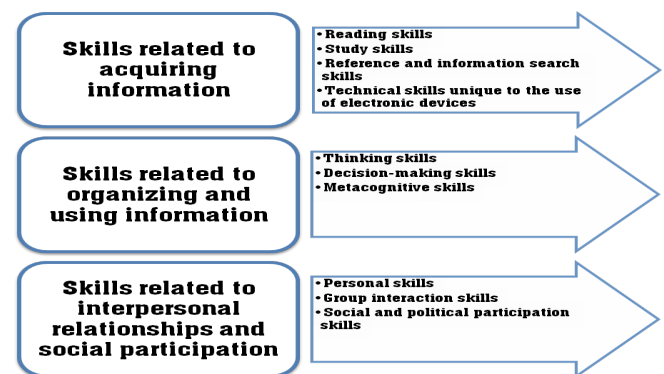 Skills related to
acquiring
information
• Reading skills
• Study skills
• Reference and information search
skills
• Technical skills unique to the use
of electronic devices
Skills related to
organizing and
using information
• Thinking skills
• Decision-making skills
• Metacognitive skills
Skills related to
interpersonal
relationships and
social participation
• Personal skills
• Group interaction skills
• Social and political participation
skills